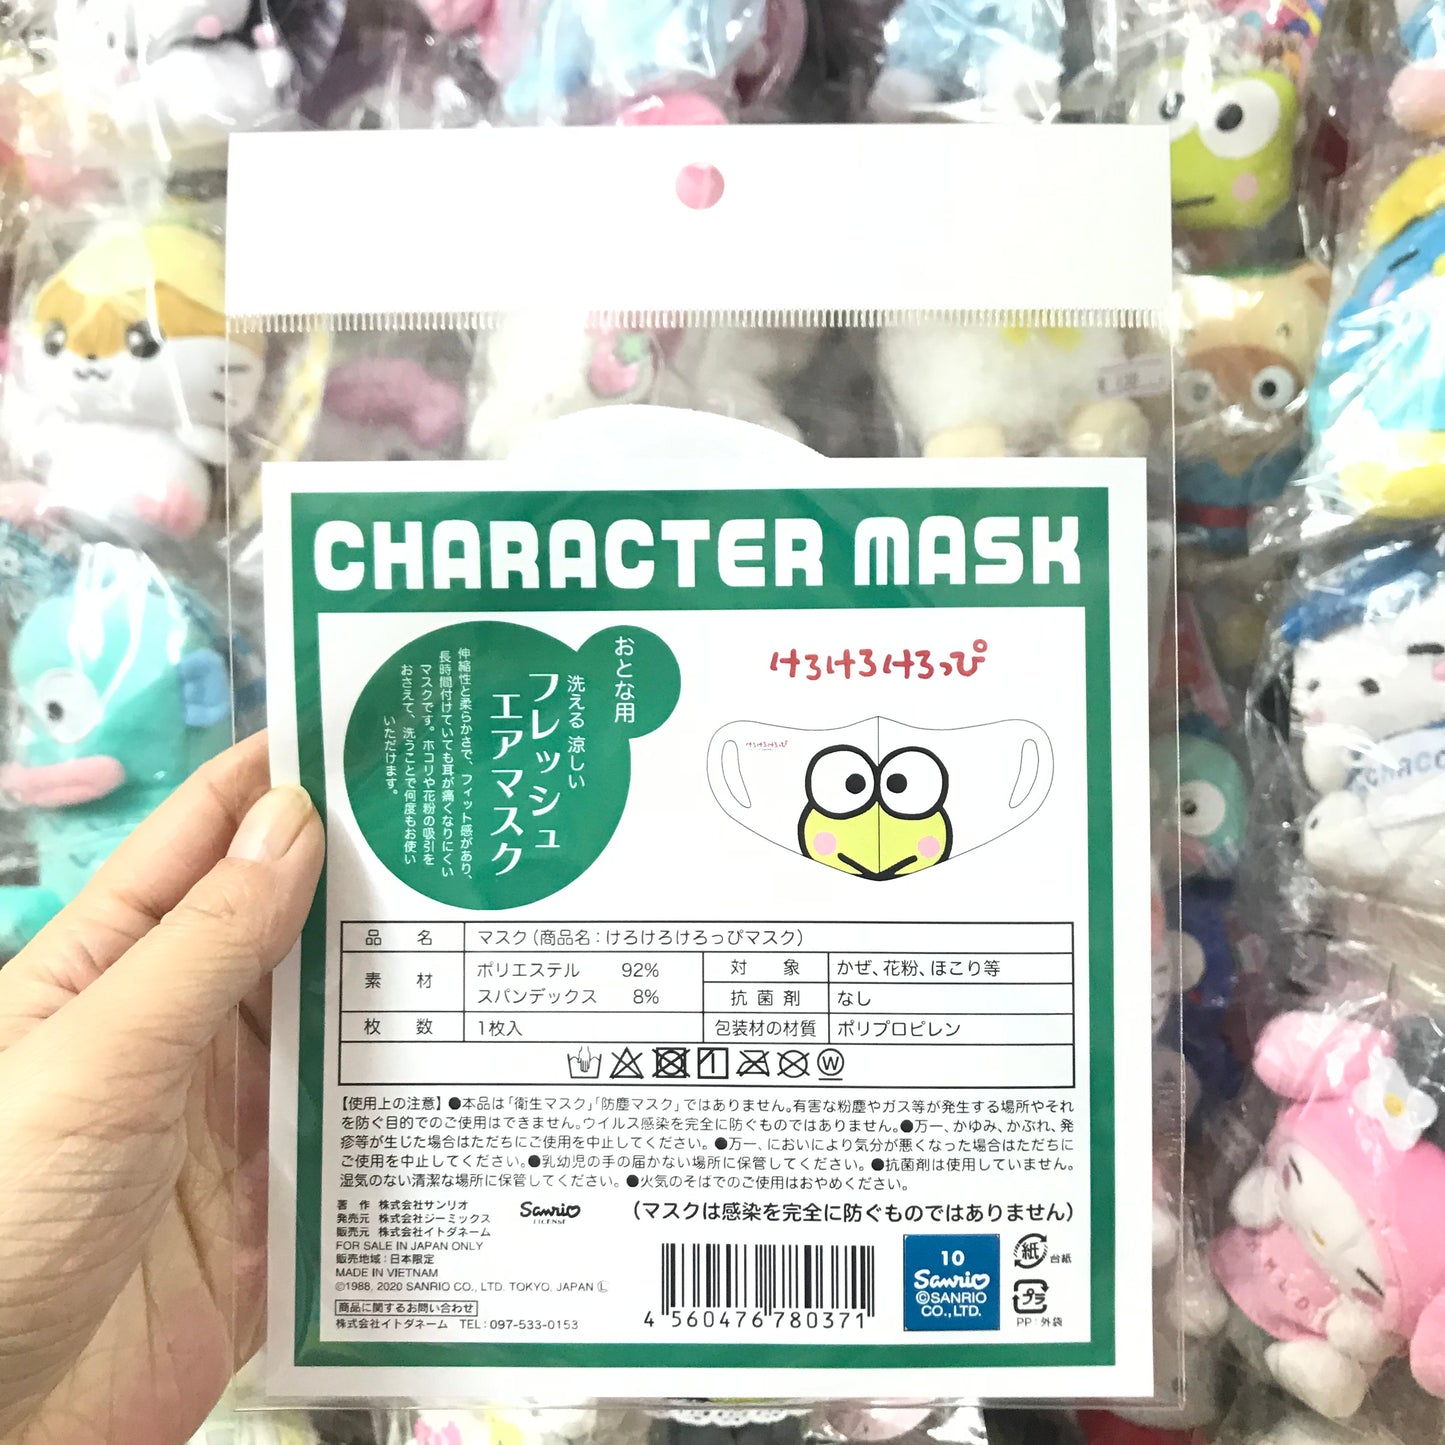 CHARACTER MASK
おとな用
洗える 涼しい
フレッシュ
エアマスク
伸縮性と柔らかさで、フィット感があり、
長時間付けていても耳が痛くなりにくい
マスクです。ホコリや花粉の吸引を
おさえて、洗うことで何度もお使い
いただけます。
けろけろけろっぴ
けろけろけろっぴ
品名 マスク(商品名:けろけろけろっぴマスク)
素材 ポリエステル 92%
スパンデックス 8%
対象 かぜ、花粉、ほこり等
抗菌剤 なし
枚数 1枚入
包装材の材質 ポリプロピレン
1
W
【使用上の注意】●本品は「衛生マスク」「防塵マスク」ではありません。有害な粉塵やガス等が発生する場所やそれ
を防ぐ目的でのご使用はできません。ウイルス感染を完全に防ぐものではありません。●万一、かゆみ、かぶれ、発
疹等が生じた場合はただちにご使用を中止してください。●万一、においにより気分が悪くなった場合はただちに
ご使用を中止してください。●乳幼児の手の届かない場所に保管してください。●抗菌剤は使用していません。
湿気のない清潔な場所に保管してください。●火気のそばでのご使用はおやめください。
著作 株式会社サンリオ
発売元 株式会社ジーミックス
販売元 株式会社イトダネーム
FOR SALE IN JAPAN ONLY
販売地域:日本限定
MADE IN VIETNAM
©1988, 2020 SANRIO CO., LTD. TOKYO, JAPAN Ⓛ
商品に関するお問い合わせ
株式会社イトダネーム TEL:097-533-0153
Sanrio
LICENSE
(マスクは感染を完全に防ぐものではありません)
4 560476 780371
10
Sanrio
©SANRIO
CO.,LTD.
紙 台紙
プラ
PP:外袋